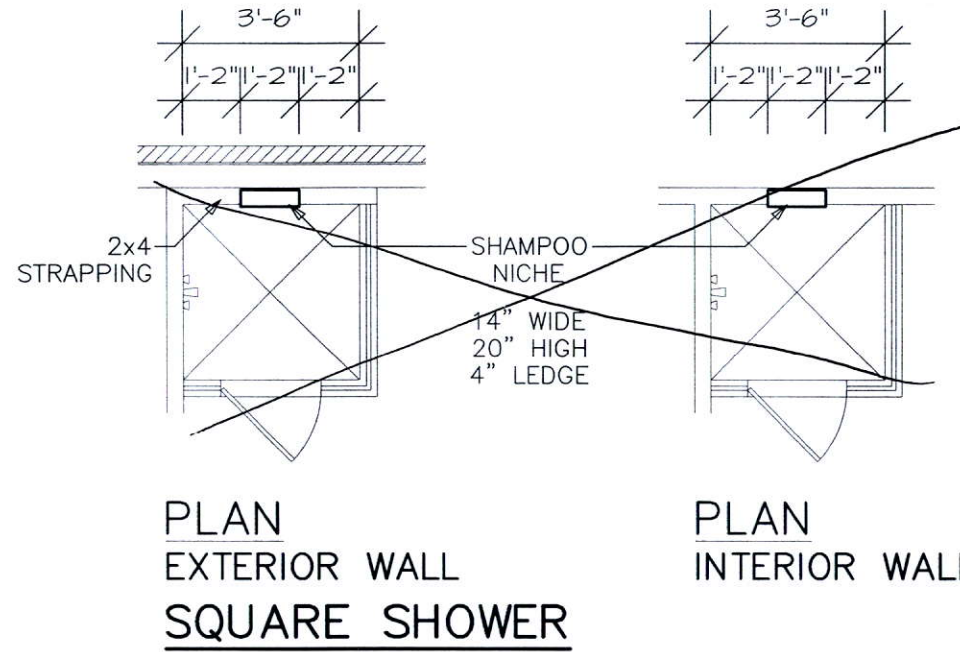 3'-6"
3'-6"
1'-2" 1'-2" 1'-2"
1'-2" 1'-2" 1'-2"
2x4
STRAPPING
SHAMPOO
NICHE
14" WIDE
20" HIGH
4" LEDGE
PLAN
EXTERIOR WALL
SQUARE SHOWER
PLAN
INTERIOR WALL